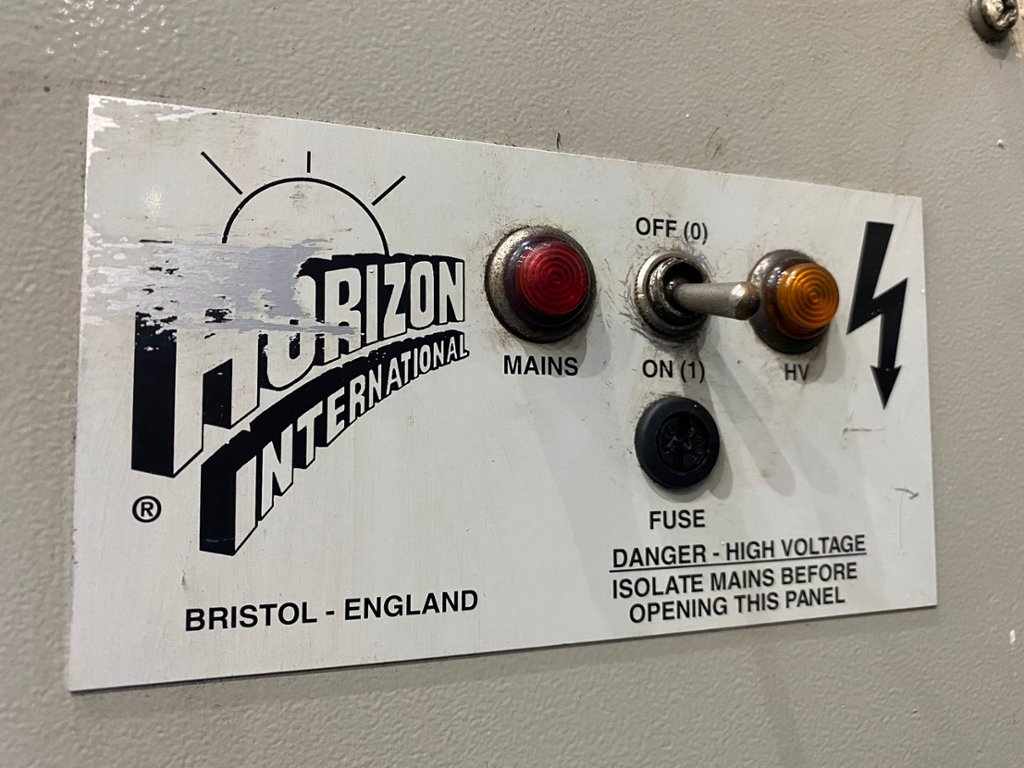 HORIZON
INTERNATIONAL
®
BRISTOL - ENGLAND
MAINS
OFF (0)
ON (1)
HV
FUSE
DANGER - HIGH VOLTAGE
ISOLATE MAINS BEFORE
OPENING THIS PANEL